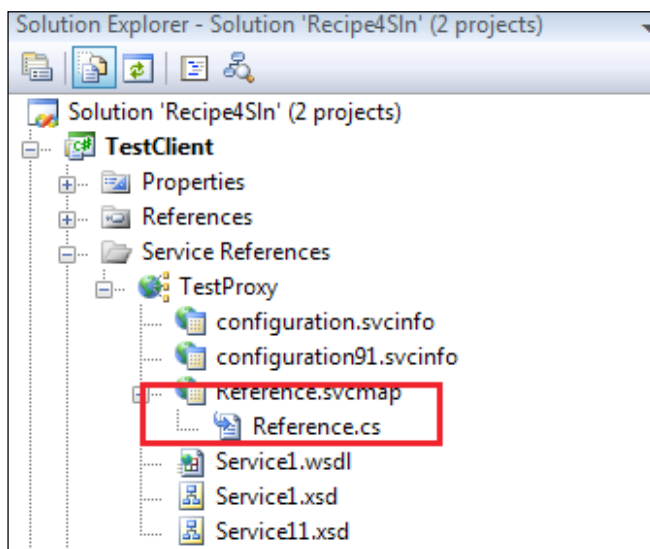 Solution Explorer - Solution 'Recipe4Sln' (2 projects)
Solution 'Recipe4Sln' (2 projects)
TestClient
Properties
References
Service References
TestProxy
configuration.svcinfo
configuration91.svcinfo
Reference.svcmap
Reference.cs
Service1.wsdl
Service1.xsd
Service11.xsd